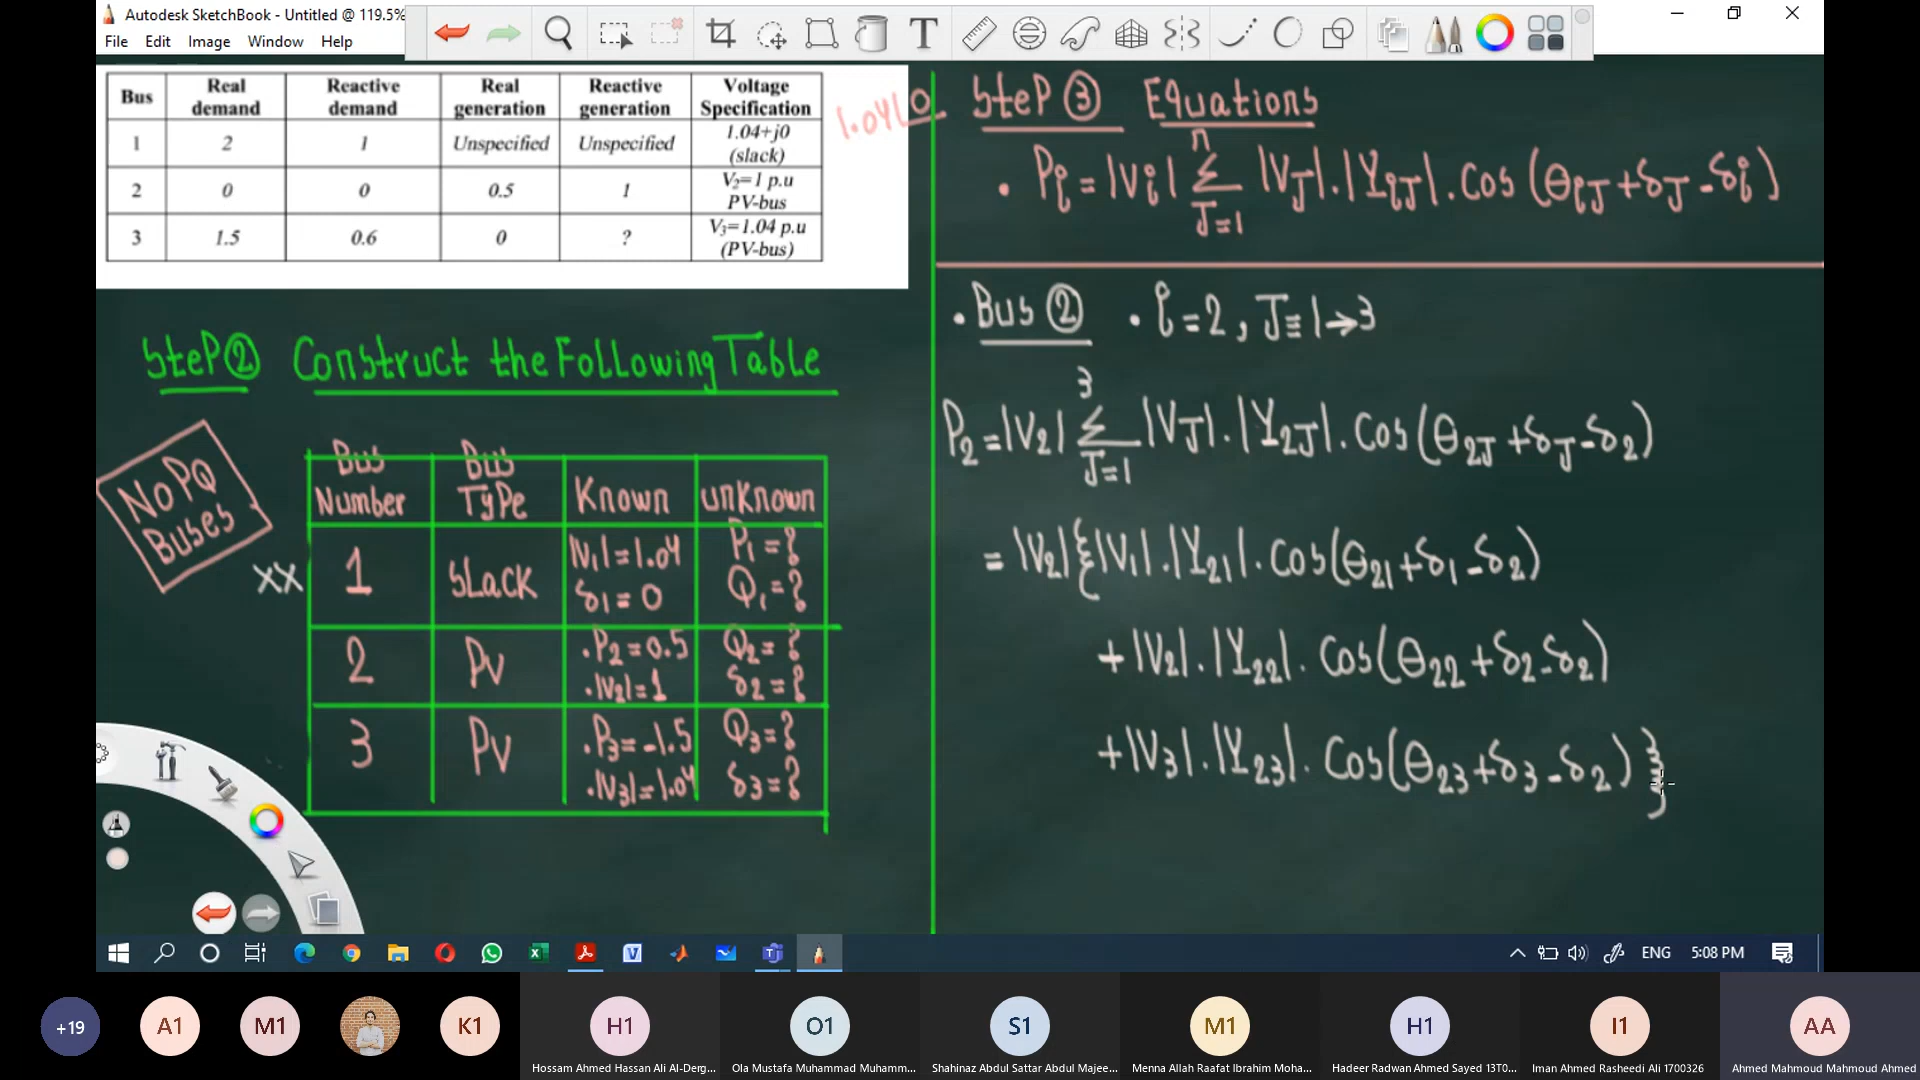 Autodesk SketchBook - Untitled @ 119.5%
File Edit Image Window Help
Bus Real demand Reactive demand Real generation Reactive generation Voltage Specification
1 2 1 Unspecified Unspecified 1.04+j0 (slack)
2 0 0 0.5 1 V₂=1 p.u PV-bus
3 1.5 0.6 0 ? V₃=1.04 p.u (PV-bus)
1.04∠0
SteP ② Construct the Following Table
No PQ
Buses
XX
Bus Number Bus TyPe Known unknown
1 sLack |V₁|=1.04 δ₁=0 P₁=? Q₁=?
2 Pv .P₂=0.5 .|V₂|=1 Q₂=? δ₂=?
3 Pv .P₃=-1.5 .|V₃|=1.04 Q₃=? δ₃=?
SteP ③ Equations
• Pi = |Vi| Σ_{J=1}^{n} |VJ|.|YiJ|.Cos(θiJ+δJ-δi)
• Bus ② • i=2, J≡1→3
P₂=|V₂| Σ_{J=1}^{3} |VJ|.|Y2J|.Cos(θ2J+δJ-δ₂)
= |V₂|{|V₁|.|Y₂₁|.Cos(θ₂₁+δ₁-δ₂)
+|V₂|.|Y₂₂|.Cos(θ₂₂+δ₂-δ₂)
+|V₃|.|Y₂₃|.Cos(θ₂₃+δ₃-δ₂)}
ENG 5:08 PM
+19 A1 M1 K1 H1 O1 S1 M1 H1 I1 AA
Hossam Ahmed Hassan Ali Al-Derg... Ola Mustafa Muhammad Muhamm... Shahinaz Abdul Sattar Abdul Majee... Menna Allah Raafat Ibrahim Moha... Hadeer Radwan Ahmed Sayed 13T0... Iman Ahmed Rasheedi Ali 1700326 Ahmed Mahmoud Mahmoud Ahmed